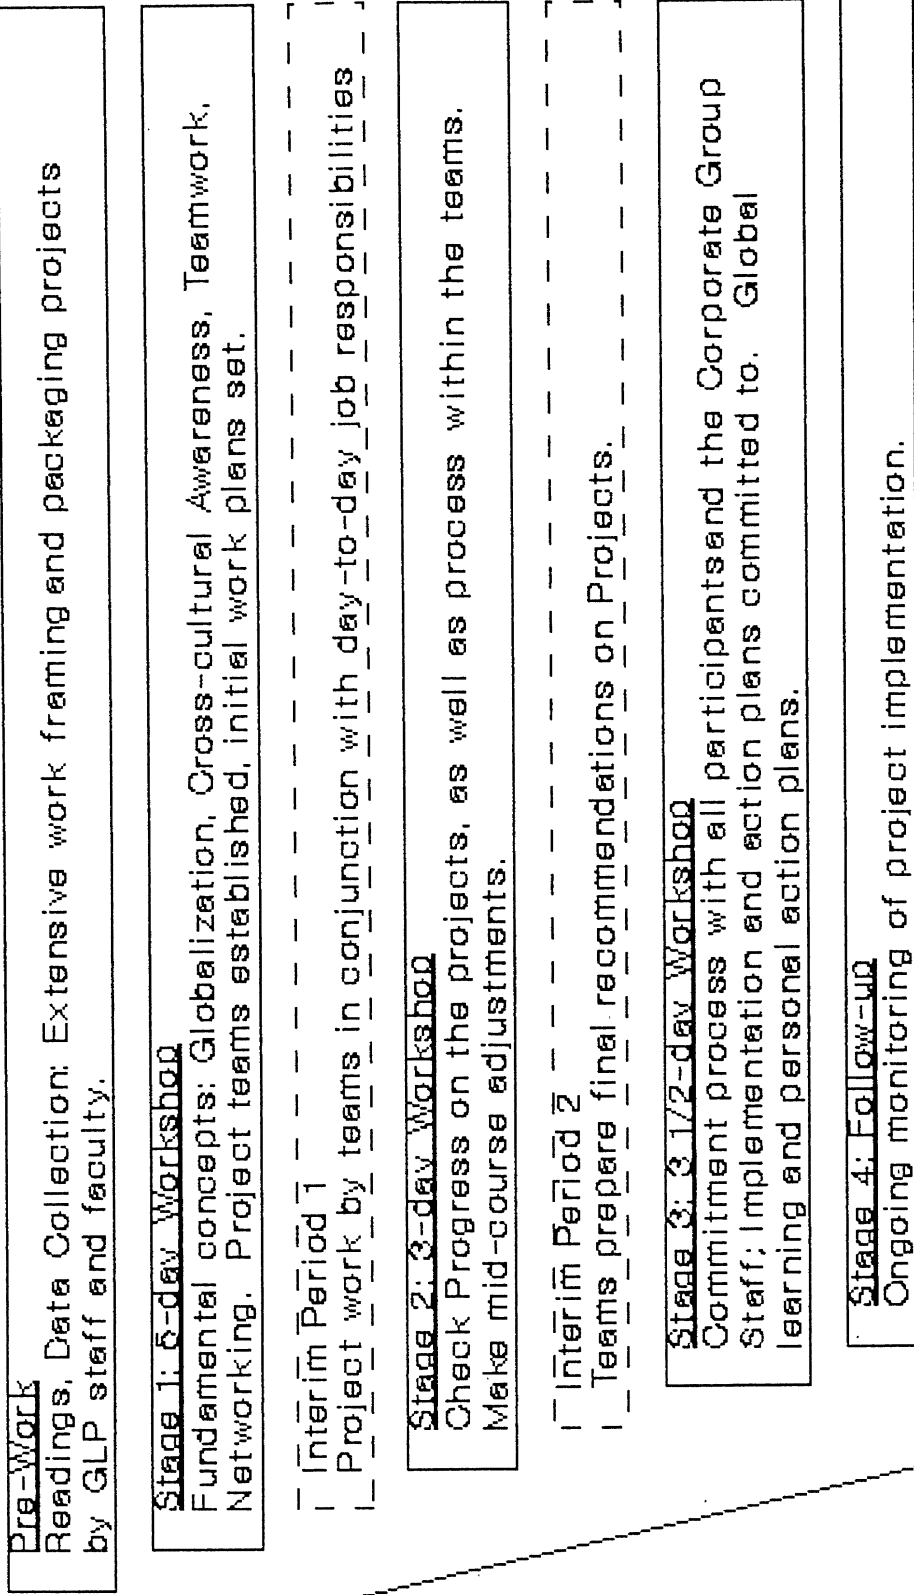 Pre-Work
Readings, Data Collection: Extensive work framing and packaging projects
by GLP staff and faculty.
Stage 1: 5-day Workshop
Fundamental concepts: Globalization, Cross-cultural Awareness, Teamwork,
Networking. Project teams established, initial work plans set.
Interim Period 1
Project work by teams in conjunction with day-to-day job responsibilities
Stage 2: 3-day Workshop
Check Progress on the projects, as well as process within the teams.
Make mid-course adjustments.
Interim Period 2
Teams prepare final recommendations on Projects.
Stage 3: 3 1/2-day Workshop
Commitment process with all participantsand the Corporate Group
Staff; Implementation and action plans committed to. Global
learning and personal action plans.
Stage 4: Follow-up
Ongoing monitoring of project implementation.